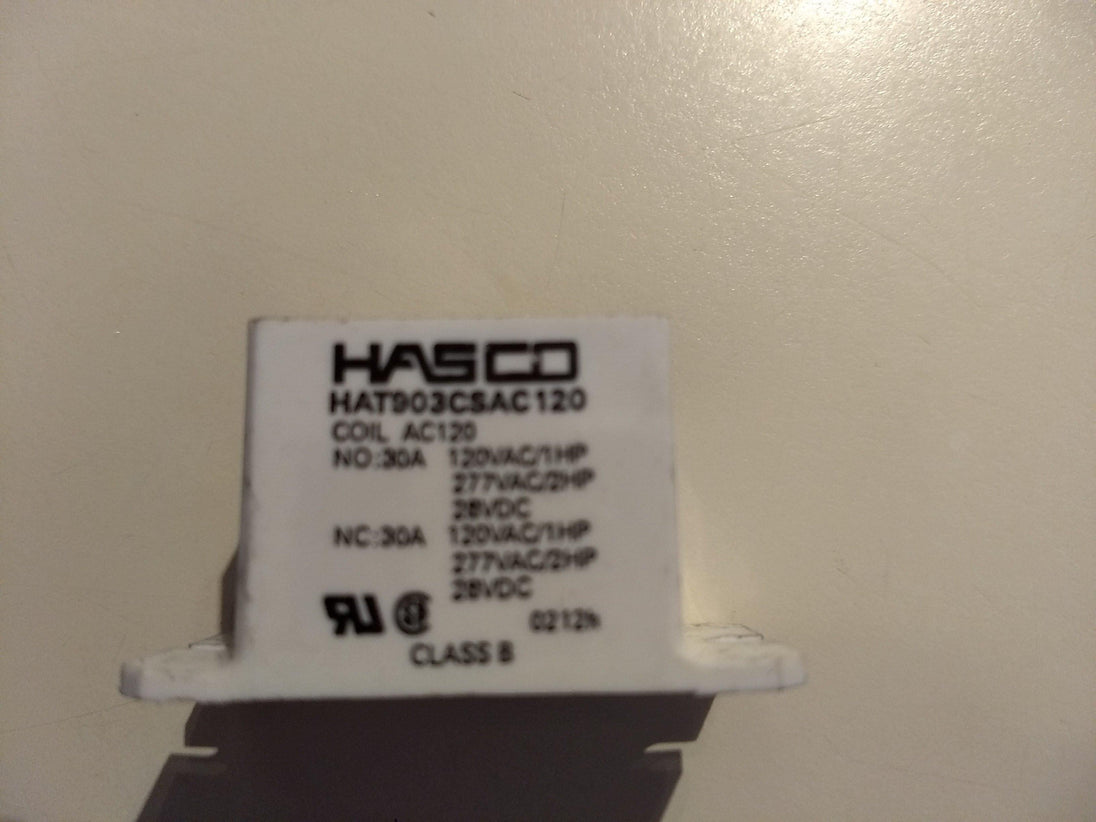 HASCO
HAT903CSAC120
COIL AC120
NO:30A 120VAC/1HP
277VAC/2HP
28VDC
NC:30A 120VAC/1HP
277VAC/2HP
28VDC
0212h
CLASS B